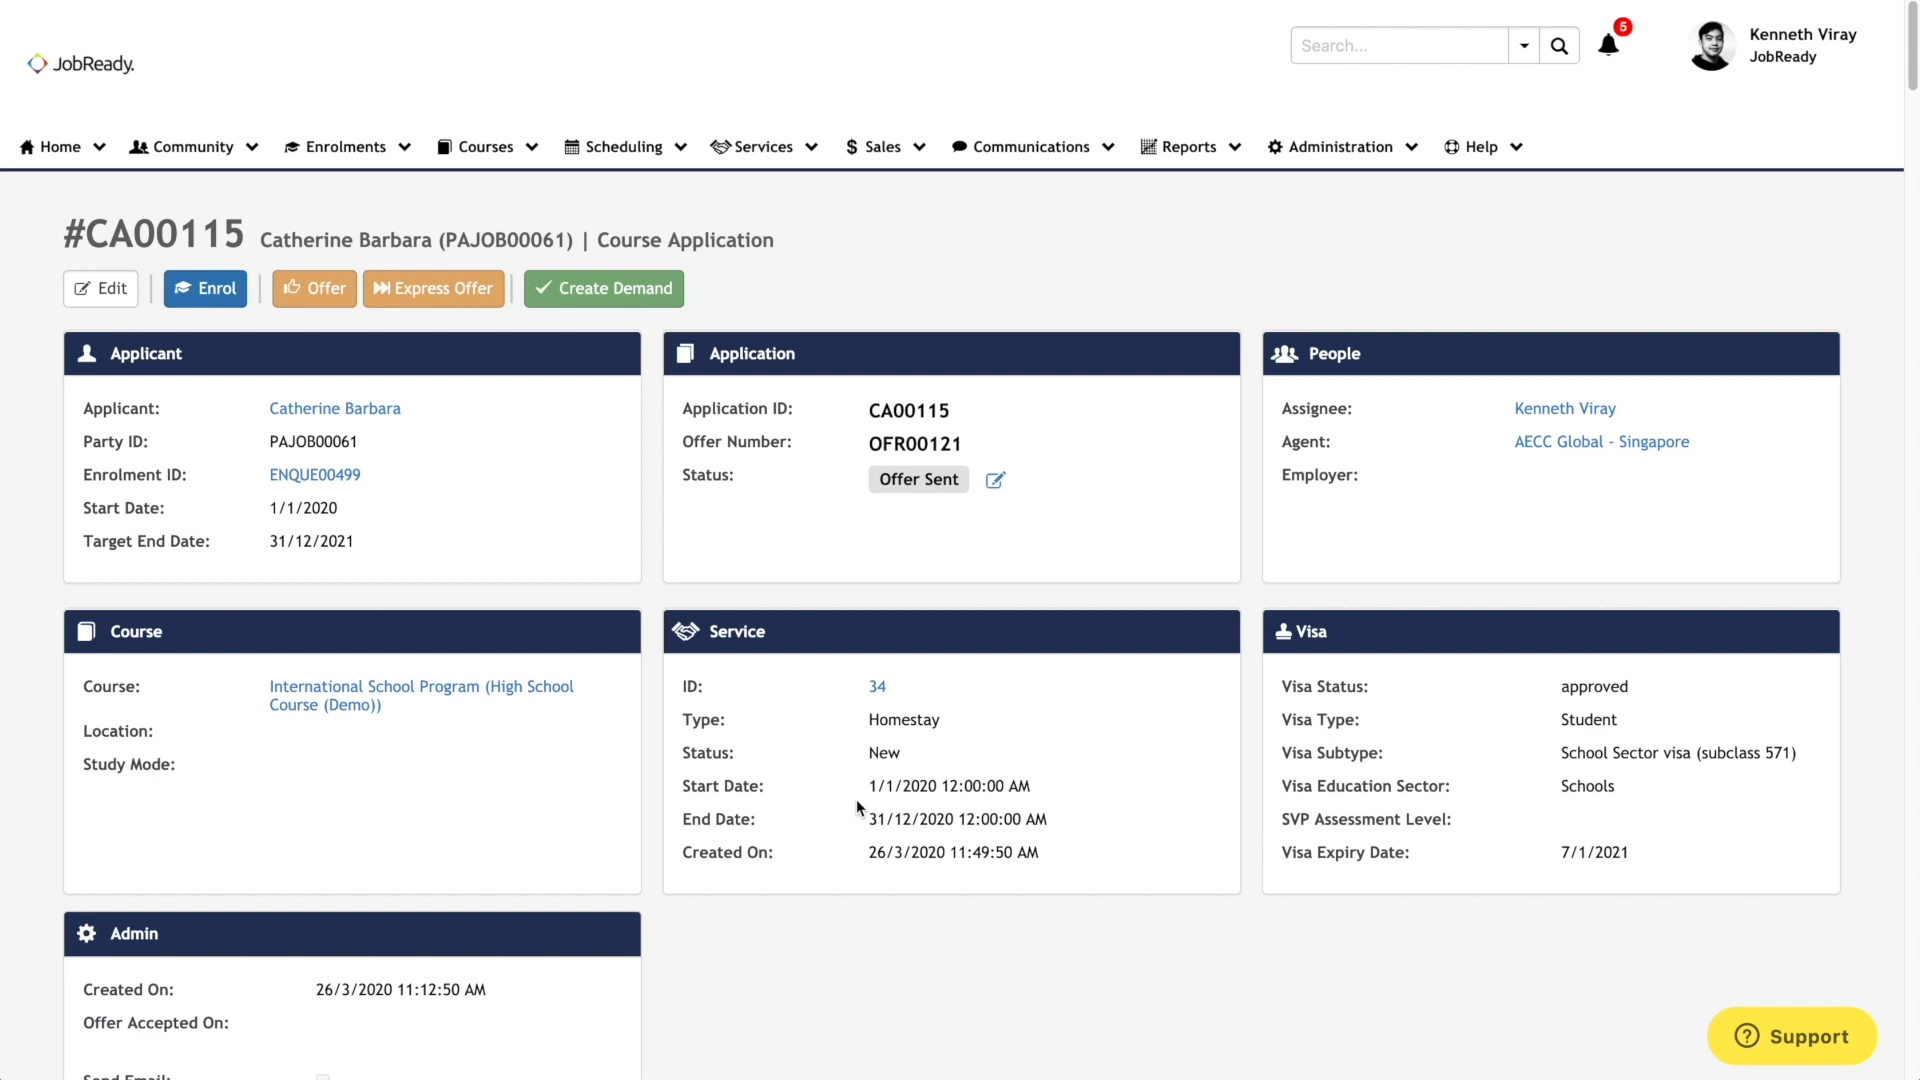 Search...
5
Kenneth Viray
JobReady
JobReady.
Home Community Enrolments Courses Scheduling Services Sales Communications Reports Administration Help
#CA00115 Catherine Barbara (PAJOB00061) | Course Application
Edit | Enrol | Offer Express Offer | Create Demand
Applicant
Applicant: Catherine Barbara
Party ID: PAJOB00061
Enrolment ID: ENQUE00499
Start Date: 1/1/2020
Target End Date: 31/12/2021
Application
Application ID: CA00115
Offer Number: OFR00121
Status: Offer Sent
People
Assignee: Kenneth Viray
Agent: AECC Global - Singapore
Employer:
Course
Course: International School Program (High School
Course (Demo))
Location:
Study Mode:
Service
ID: 34
Type: Homestay
Status: New
Start Date: 1/1/2020 12:00:00 AM
End Date: 31/12/2020 12:00:00 AM
Created On: 26/3/2020 11:49:50 AM
Visa
Visa Status: approved
Visa Type: Student
Visa Subtype: School Sector visa (subclass 571)
Visa Education Sector: Schools
SVP Assessment Level:
Visa Expiry Date: 7/1/2021
Admin
Created On: 26/3/2020 11:12:50 AM
Offer Accepted On:
Send Email:
Support